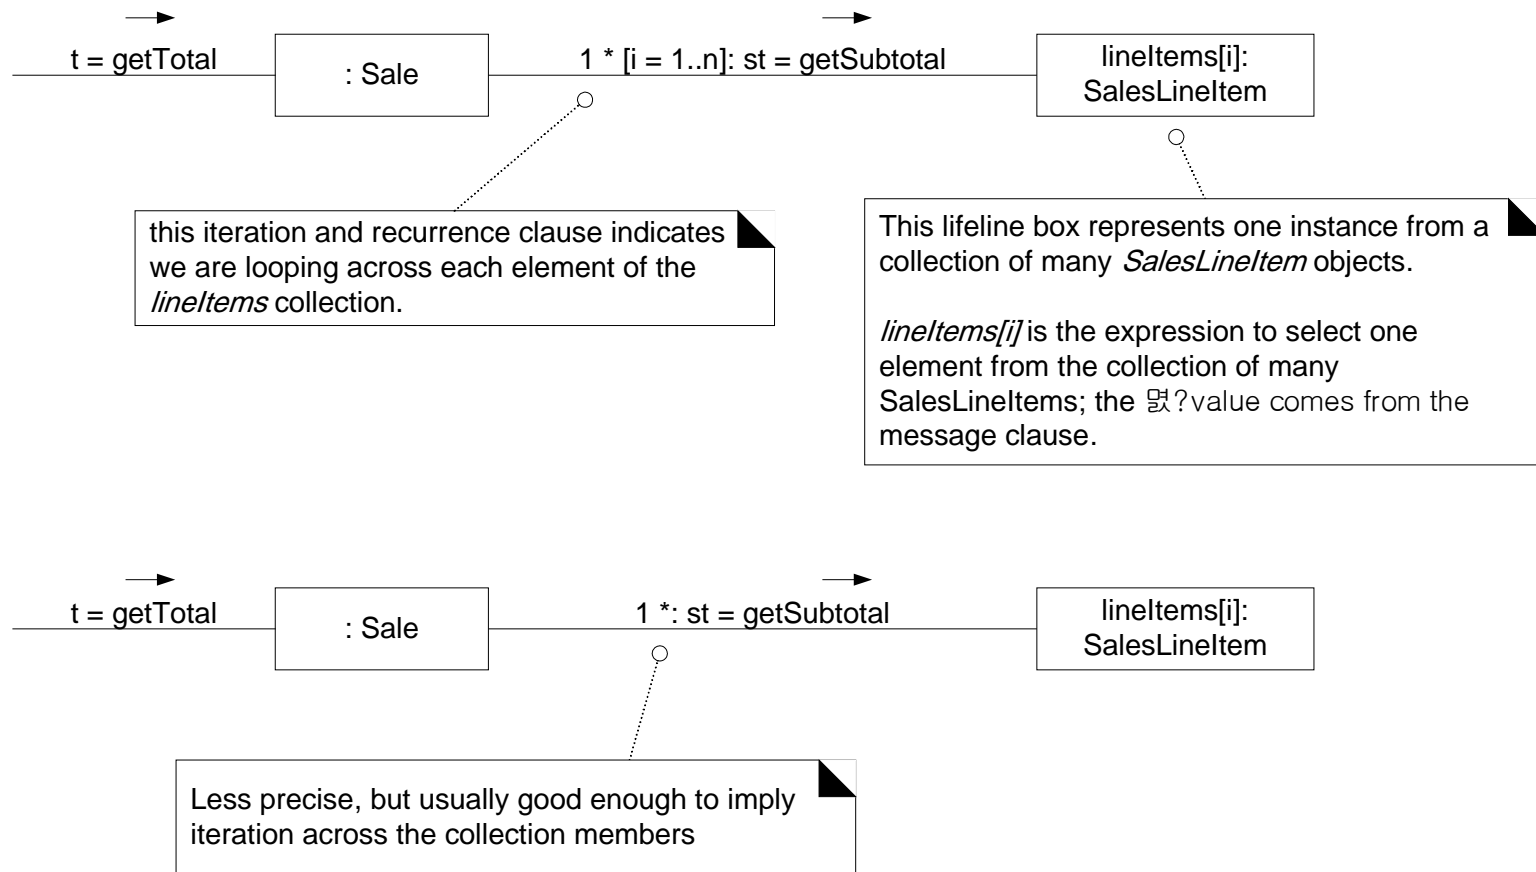 t = getTotal
: Sale
1 * [i = 1..n]: st = getSubtotal
lineItems[i]:
SalesLineItem
this iteration and recurrence clause indicates
we are looping across each element of the
lineItems collection.
This lifeline box represents one instance from a
collection of many SalesLineItem objects.
lineItems[i] is the expression to select one
element from the collection of many
SalesLineItems; the 멼?value comes from the
message clause.
t = getTotal
: Sale
1 *: st = getSubtotal
lineItems[i]:
SalesLineItem
Less precise, but usually good enough to imply
iteration across the collection members